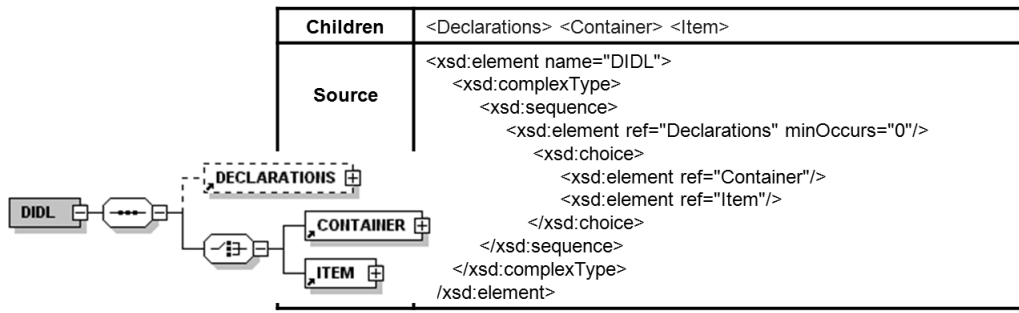 Children <Declarations> <Container> <Item>
Source
<xsd:element name="DIDL">
<xsd:complexType>
<xsd:sequence>
<xsd:element ref="Declarations" minOccurs="0"/>
<xsd:choice>
<xsd:element ref="Container"/>
<xsd:element ref="Item"/>
</xsd:choice>
</xsd:sequence>
</xsd:complexType>
/xsd:element>
DIDL
DECLARATIONS
CONTAINER
ITEM